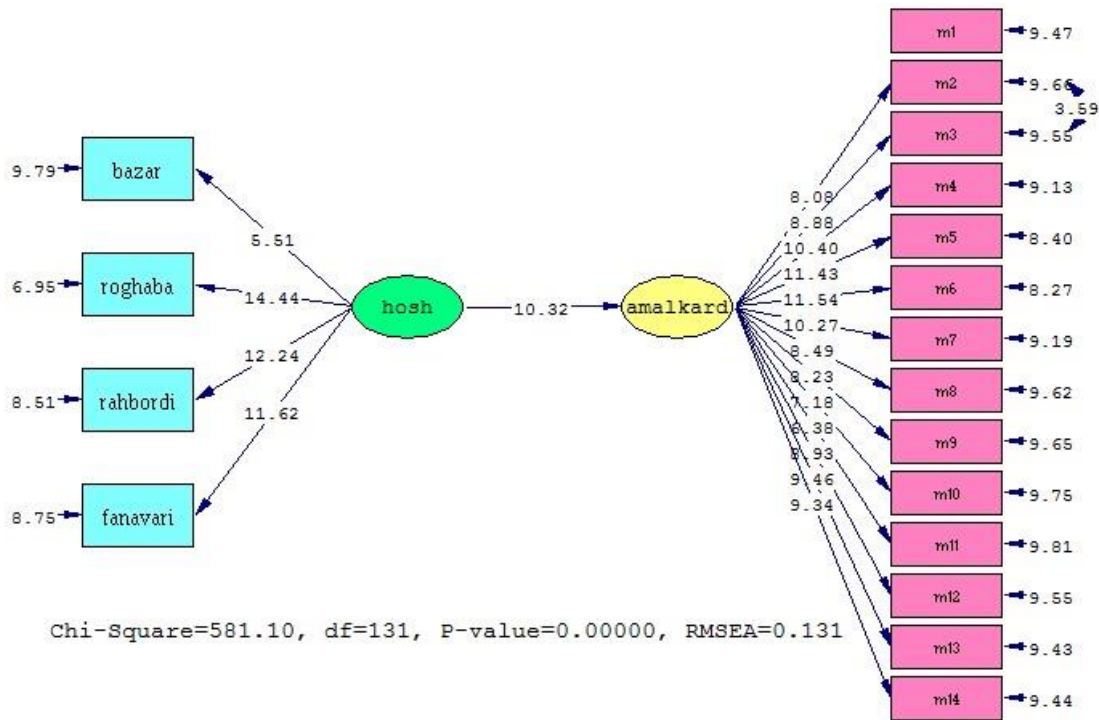 m1 9.47
m2 9.66
3.59
m3 9.55
m4 9.13
m5 8.40
m6 8.27
m7 9.19
m8 9.62
m9 9.65
m10 9.75
m11 9.81
m12 9.55
m13 9.43
m14 9.44
9.79 bazar
6.95 roghaba
8.51 rahbordi
8.75 fanavari
5.51
14.44
12.24
11.62
hosh
10.32
amalkard
8.08
8.88
10.40
11.43
11.54
10.27
8.49
8.23
7.18
8.93
9.46
9.34
Chi-Square=581.10, df=131, P-value=0.00000, RMSEA=0.131